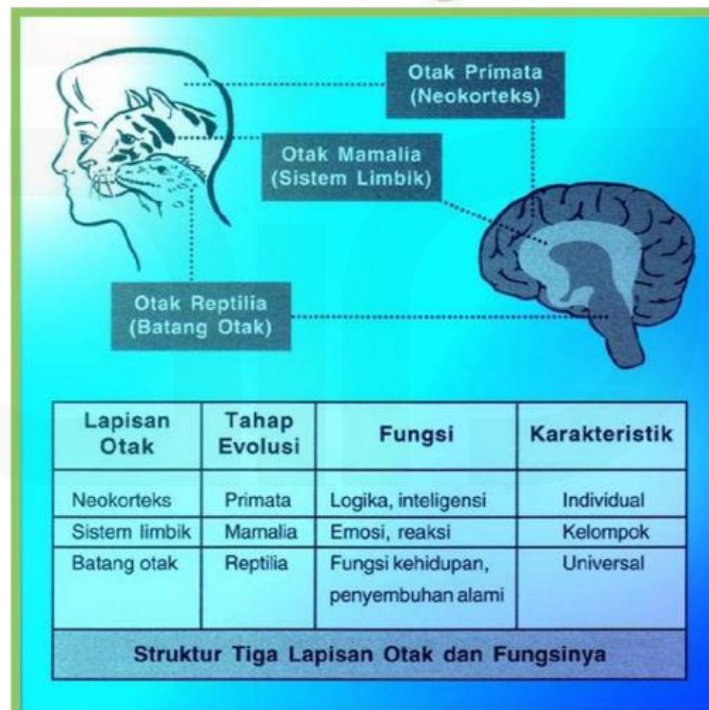 Otak Primata
(Neokorteks)
Otak Mamalia
(Sistem Limbik)
Otak Reptilia
(Batang Otak)
Lapisan Otak
Tahap Evolusi
Fungsi
Karakteristik
Neokorteks Primata Logika, inteligensi Individual
Sistem limbik Mamalia Emosi, reaksi Kelompok
Batang otak Reptilia Fungsi kehidupan, Universal
penyembuhan alami
Struktur Tiga Lapisan Otak dan Fungsinya